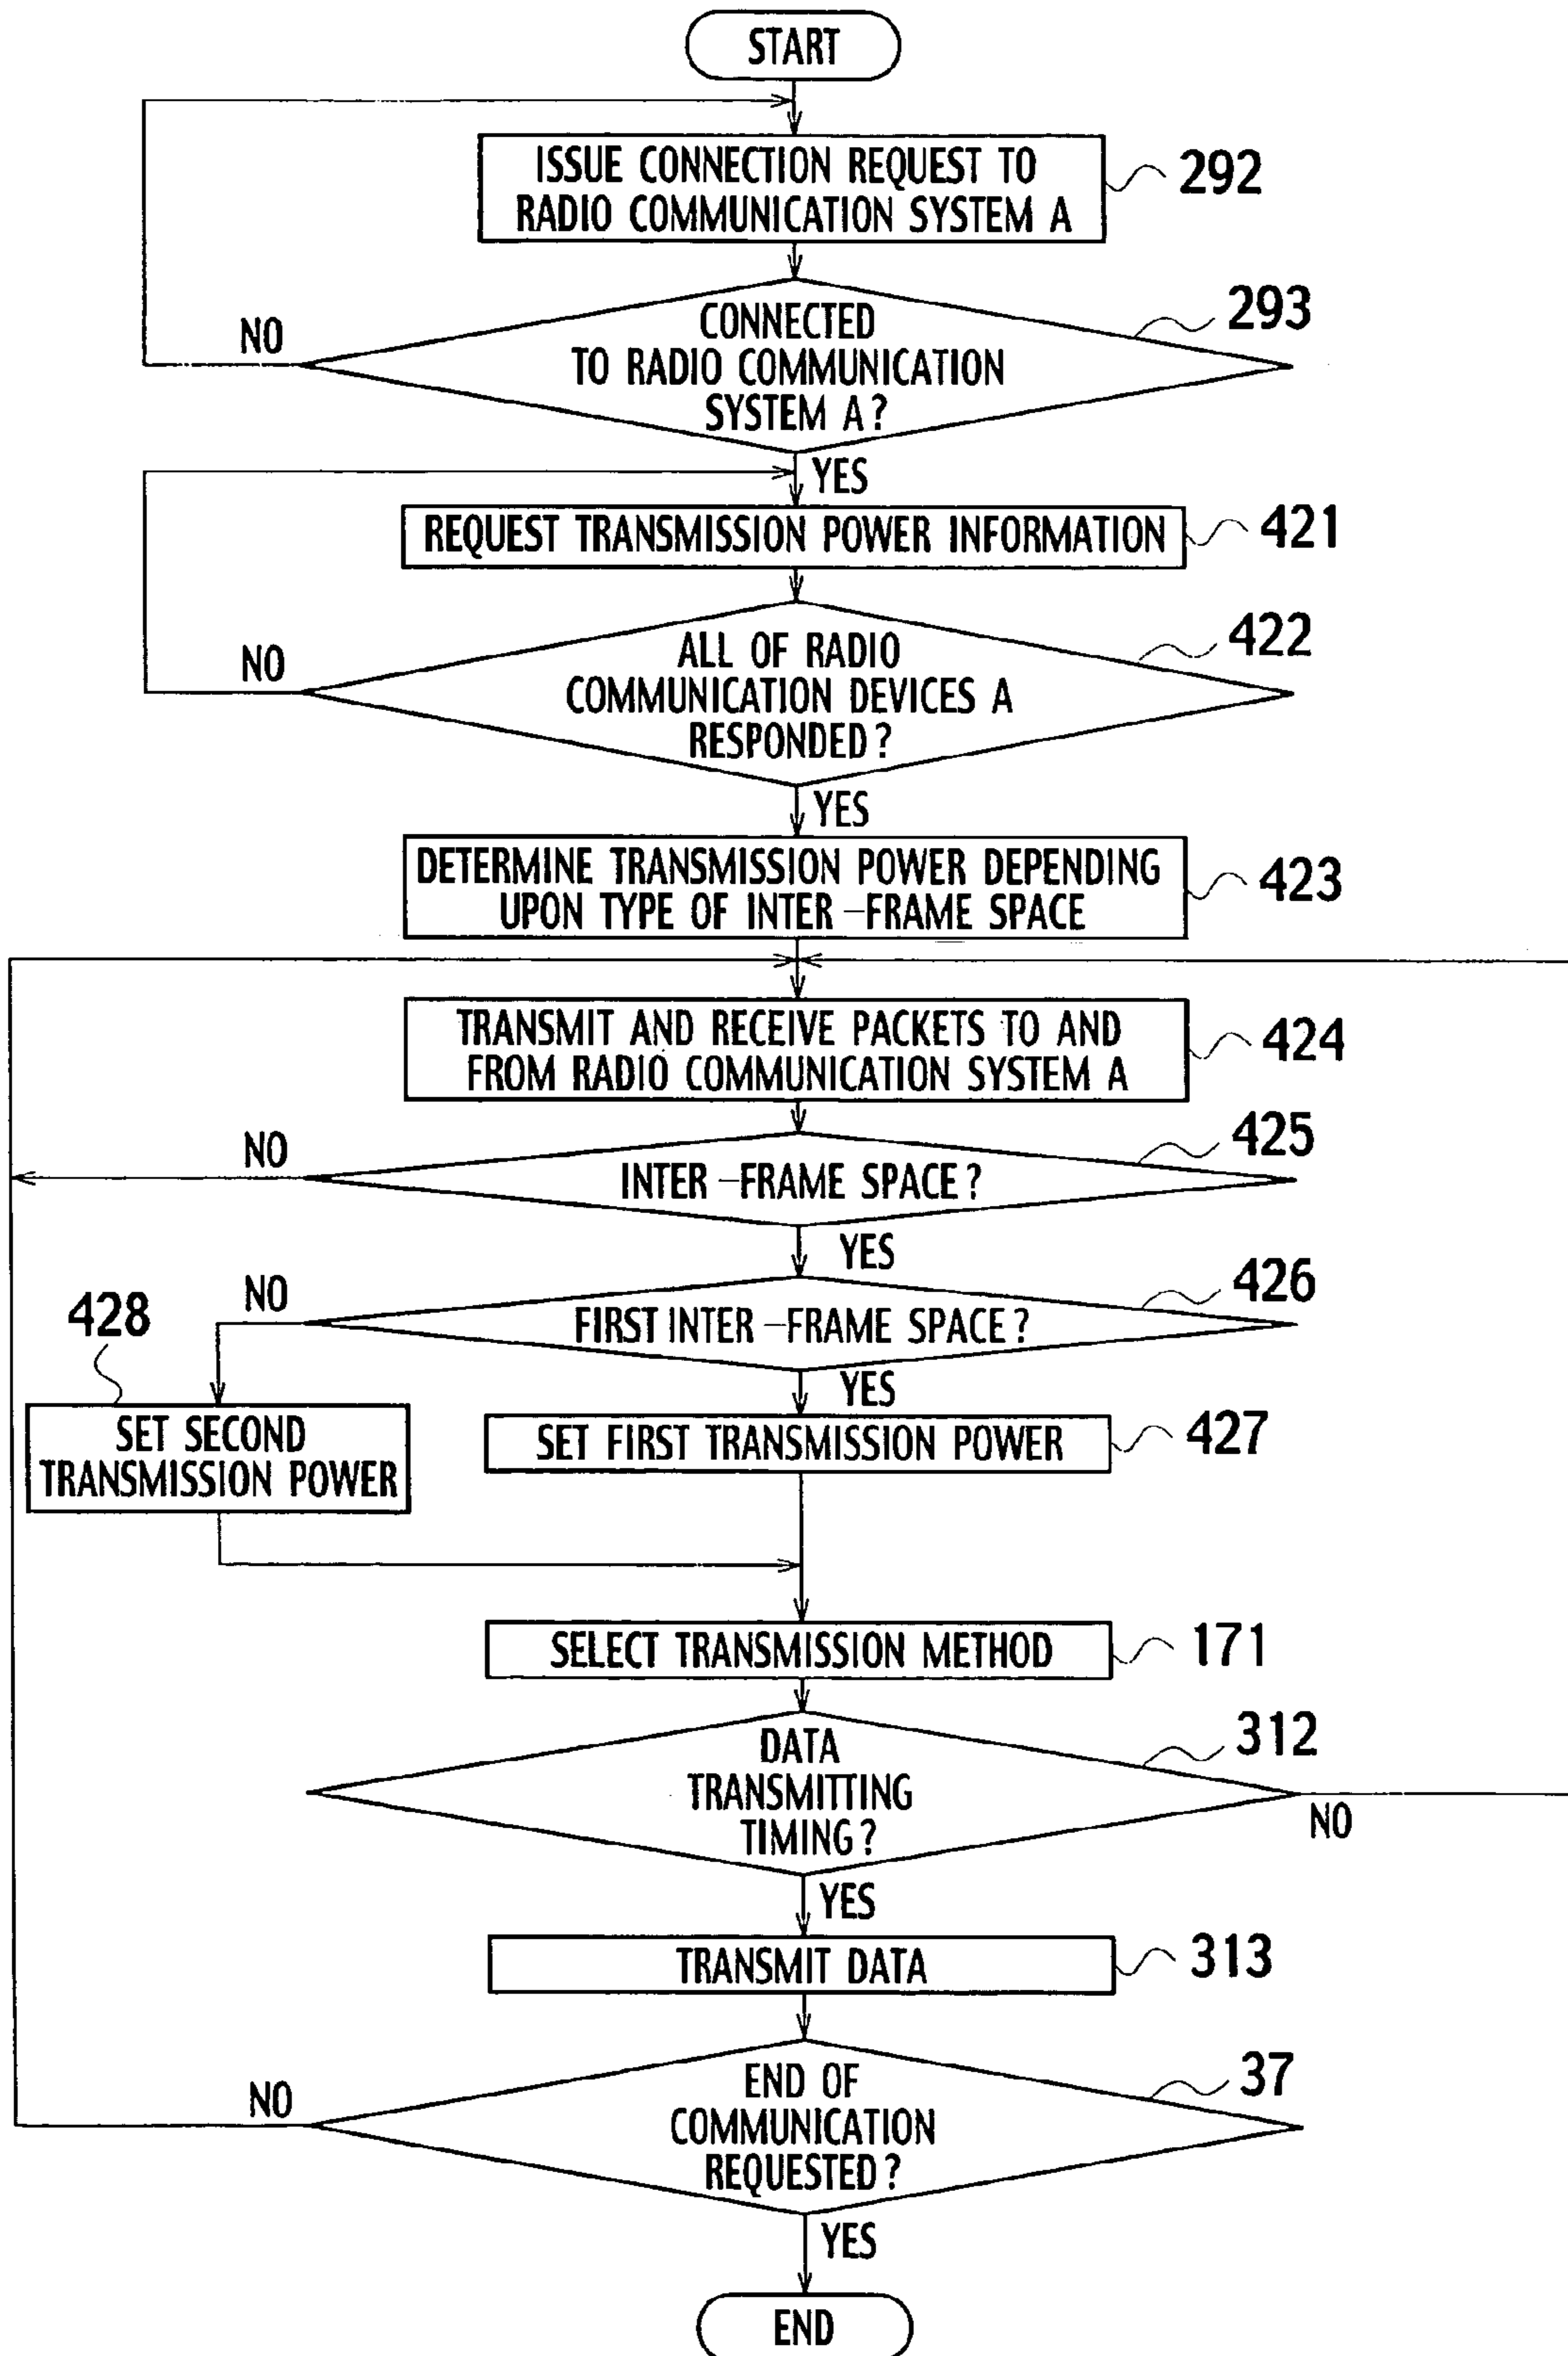 START
ISSUE CONNECTION REQUEST TO
RADIO COMMUNICATION SYSTEM A
292
CONNECTED
TO RADIO COMMUNICATION
SYSTEM A?
293
NO
YES
REQUEST TRANSMISSION POWER INFORMATION
421
ALL OF RADIO
COMMUNICATION DEVICES A
RESPONDED?
422
NO
YES
DETERMINE TRANSMISSION POWER DEPENDING
UPON TYPE OF INTER-FRAME SPACE
423
TRANSMIT AND RECEIVE PACKETS TO AND
FROM RADIO COMMUNICATION SYSTEM A
424
INTER-FRAME SPACE?
425
NO
YES
FIRST INTER-FRAME SPACE?
426
NO
YES
428
SET SECOND
TRANSMISSION POWER
SET FIRST TRANSMISSION POWER
427
SELECT TRANSMISSION METHOD
171
DATA
TRANSMITTING
TIMING?
312
NO
YES
TRANSMIT DATA
313
END OF
COMMUNICATION
REQUESTED?
37
NO
YES
END